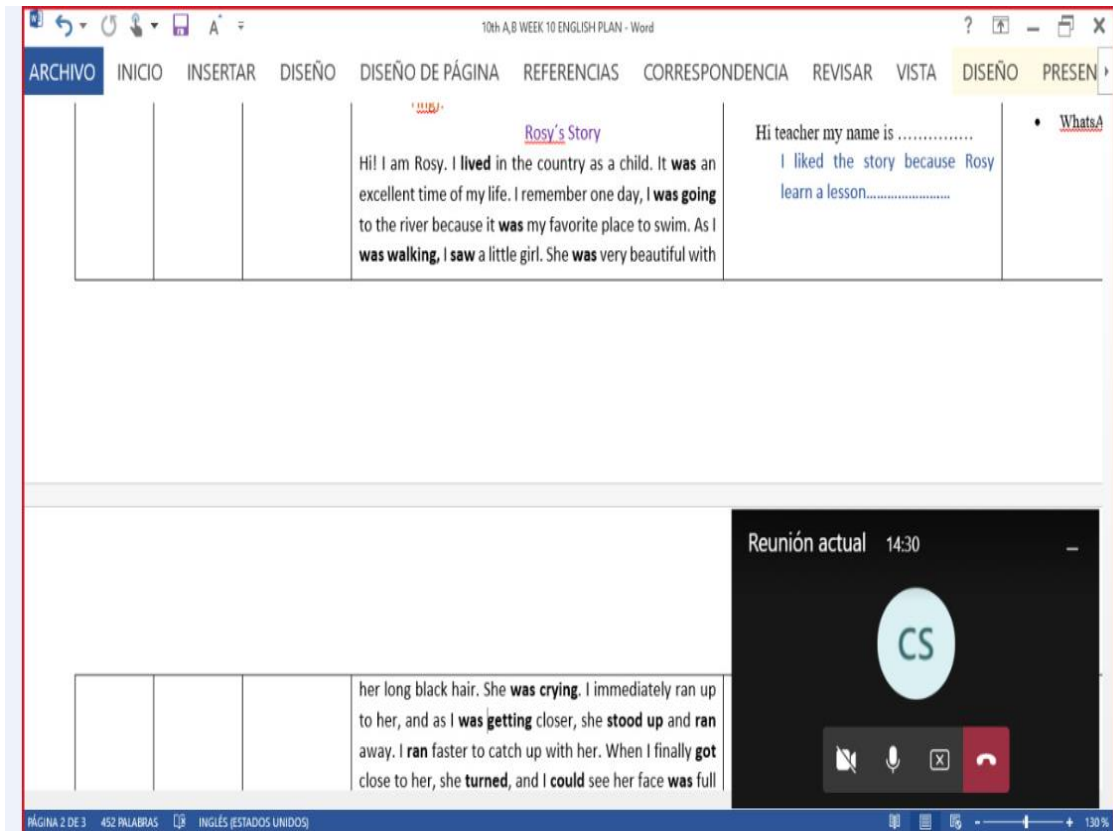 10th A,B WEEK 10 ENGLISH PLAN - Word
ARCHIVO INICIO INSERTAR DISEÑO DISEÑO DE PÁGINA REFERENCIAS CORRESPONDENCIA REVISAR VISTA DISEÑO PRESEN
Rosy´s Story
Hi! I am Rosy. I lived in the country as a child. It was an
excellent time of my life. I remember one day, I was going
to the river because it was my favorite place to swim. As I
was walking, I saw a little girl. She was very beautiful with
Hi teacher my name is ……………
I liked the story because Rosy
learn a lesson……………………
• WhatsA
Reunión actual 14:30
CS
her long black hair. She was crying. I immediately ran up
to her, and as I was getting closer, she stood up and ran
away. I ran faster to catch up with her. When I finally got
close to her, she turned, and I could see her face was full
PÁGINA 2 DE 3 452 PALABRAS INGLÉS (ESTADOS UNIDOS) 130 %